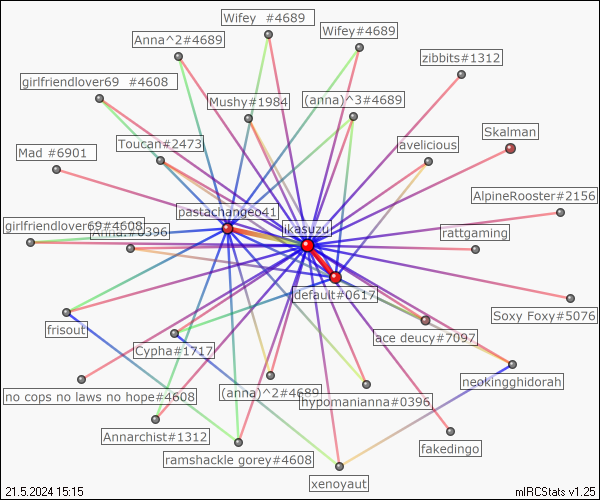 Wifey  #4689
Wifey#4689
Anna^2#4689
zibbits#1312
girlfriendlover69  #4608
Mushy#1984
(anna)^3#4689
Skalman
Toucan#2473
avelicious
Mad #6901
AlpineRooster#2156
pastachangeo41
girlfriendlover69#4608
Anna.#0396
ikasuzu
rattgaming
default#0617
Soxy Foxy#5076
frisout
Cypha#1717
ace deucy#7097
neokingghidorah
no cops no laws no hope#4608
(anna)^2#4689
hypomanianna#0396
Annarchist#1312
fakedingo
ramshackle gorey#4608
xenoyaut
21.5.2024 15:15
mIRCStats v1.25